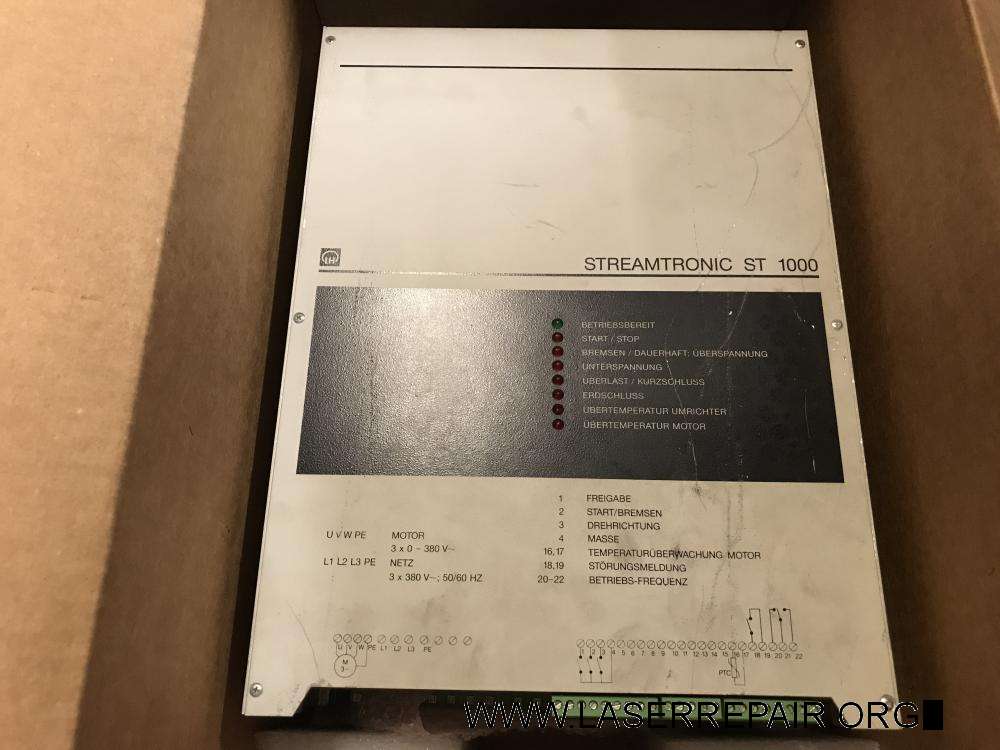 LH
STREAMTRONIC ST 1000
BETRIEBSBEREIT
START / STOP
BREMSEN / DAUERHAFT: ÜBERSPANNUNG
UNTERSPANNUNG
ÜBERLAST / KURZSCHLUSS
ERDSCHLUSS
ÜBERTEMPERATUR UMRICHTER
ÜBERTEMPERATUR MOTOR
U V W PE MOTOR
3 x 0 - 380 V~
L1 L2 L3 PE NETZ
3 x 380 V~; 50/60 HZ
1 FREIGABE
2 START/BREMSEN
3 DREHRICHTUNG
4 MASSE
16,17 TEMPERATURÜBERWACHUNG MOTOR
18,19 STÖRUNGSMELDUNG
20-22 BETRIEBS-FREQUENZ
U V W PE L1 L2 L3 PE
M
3~
1 2 3 4 5 6 7 8 9 10 11 12 13 14 15 16 17 18 19 20 21 22
PTC
WWW.LASERREPAIR.ORG